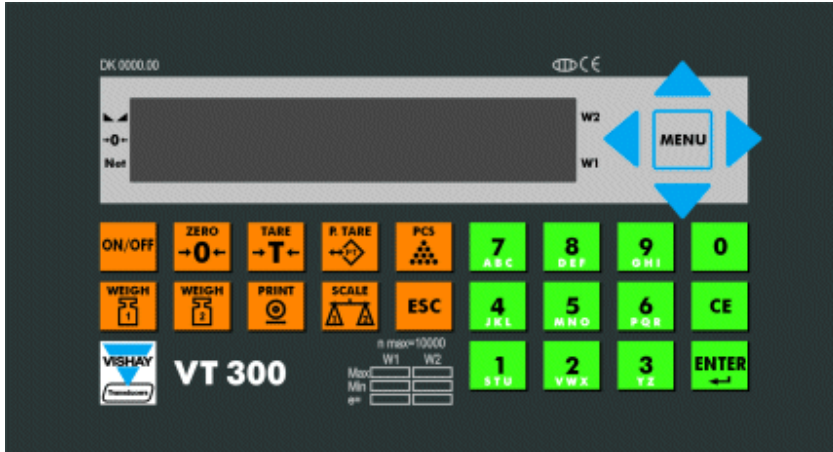 DK 0000.00
CE
→0←
Net
W2
W1
MENU
ON/OFF
ZERO
→0←
TARE
→T←
P. TARE
PT
PCS
7
ABC
8
DEF
9
GHI
0
WEIGH
1
WEIGH
2
PRINT
SCALE
ESC
4
JKL
5
MNO
6
PQR
CE
VISHAY
Transducers
VT 300
n max=10000
W1 W2
Max
Min
e=
1
STU
2
VWX
3
YZ
ENTER